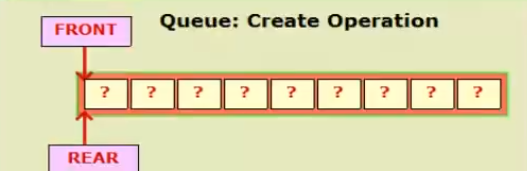 Queue: Create Operation
FRONT
? ? ? ? ? ? ? ? ?
REAR